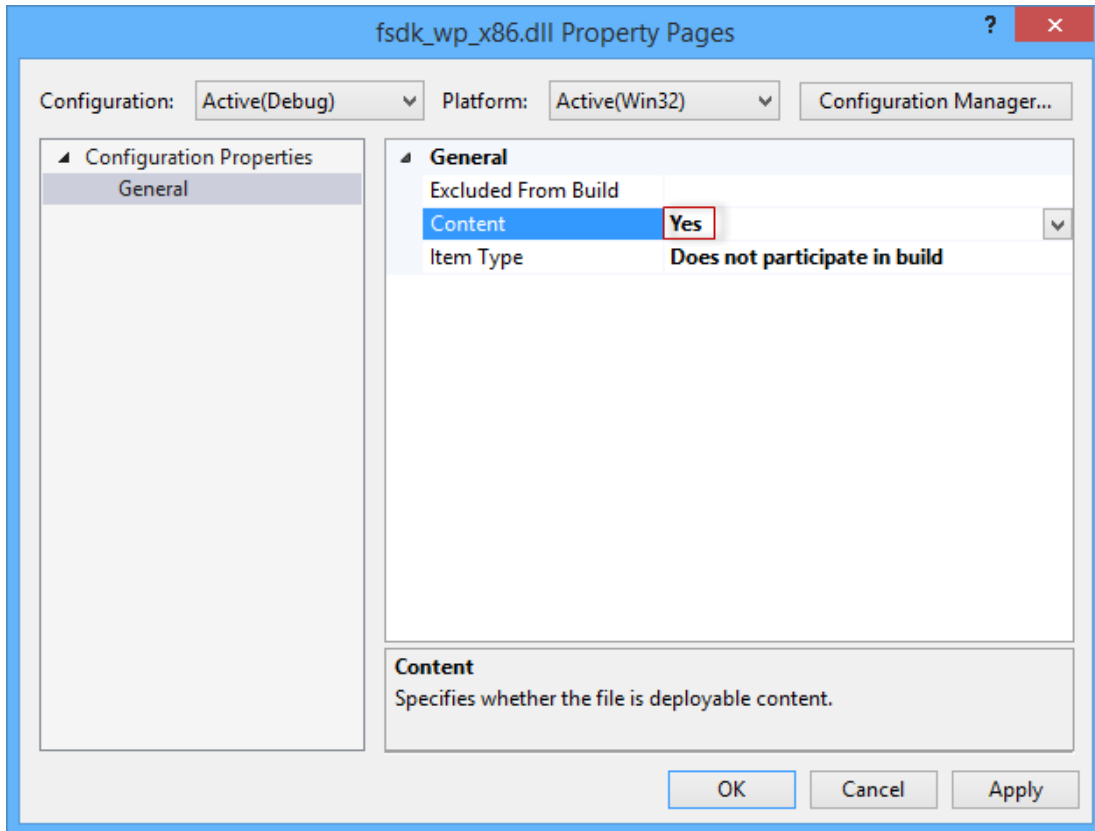 fsdk_wp_x86.dll Property Pages ? ✕
Configuration: Active(Debug) Platform: Active(Win32) Configuration Manager...
Configuration Properties
General
General
Excluded From Build
Content Yes
Item Type Does not participate in build
Content
Specifies whether the file is deployable content.
OK Cancel Apply